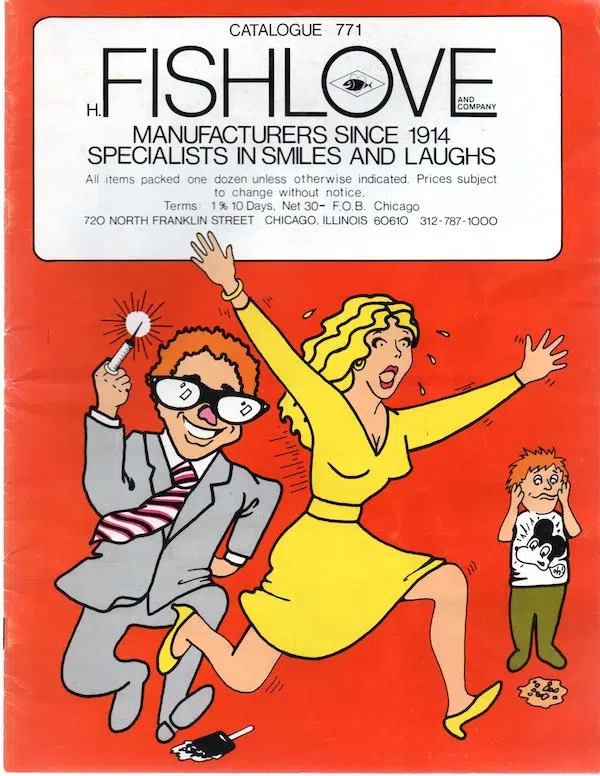 CATALOGUE 771
H. FISHLOVE AND COMPANY
MANUFACTURERS SINCE 1914
SPECIALISTS IN SMILES AND LAUGHS
All items packed one dozen unless otherwise indicated. Prices subject
to change without notice.
Terms: 1% 10 Days, Net 30- F.O.B. Chicago
720 NORTH FRANKLIN STREET CHICAGO, ILLINOIS 60610 312-787-1000